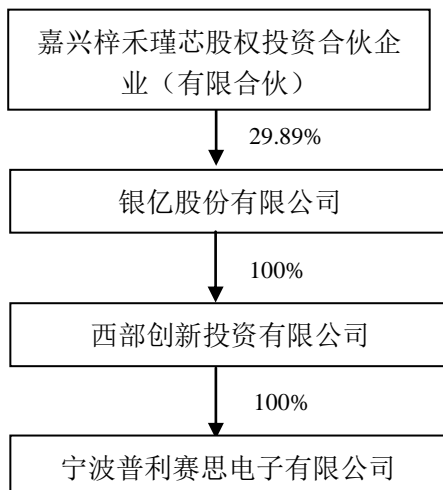 嘉兴梓禾瑾芯股权投资合伙企
业（有限合伙）
29.89%
银亿股份有限公司
100%
西部创新投资有限公司
100%
宁波普利赛思电子有限公司